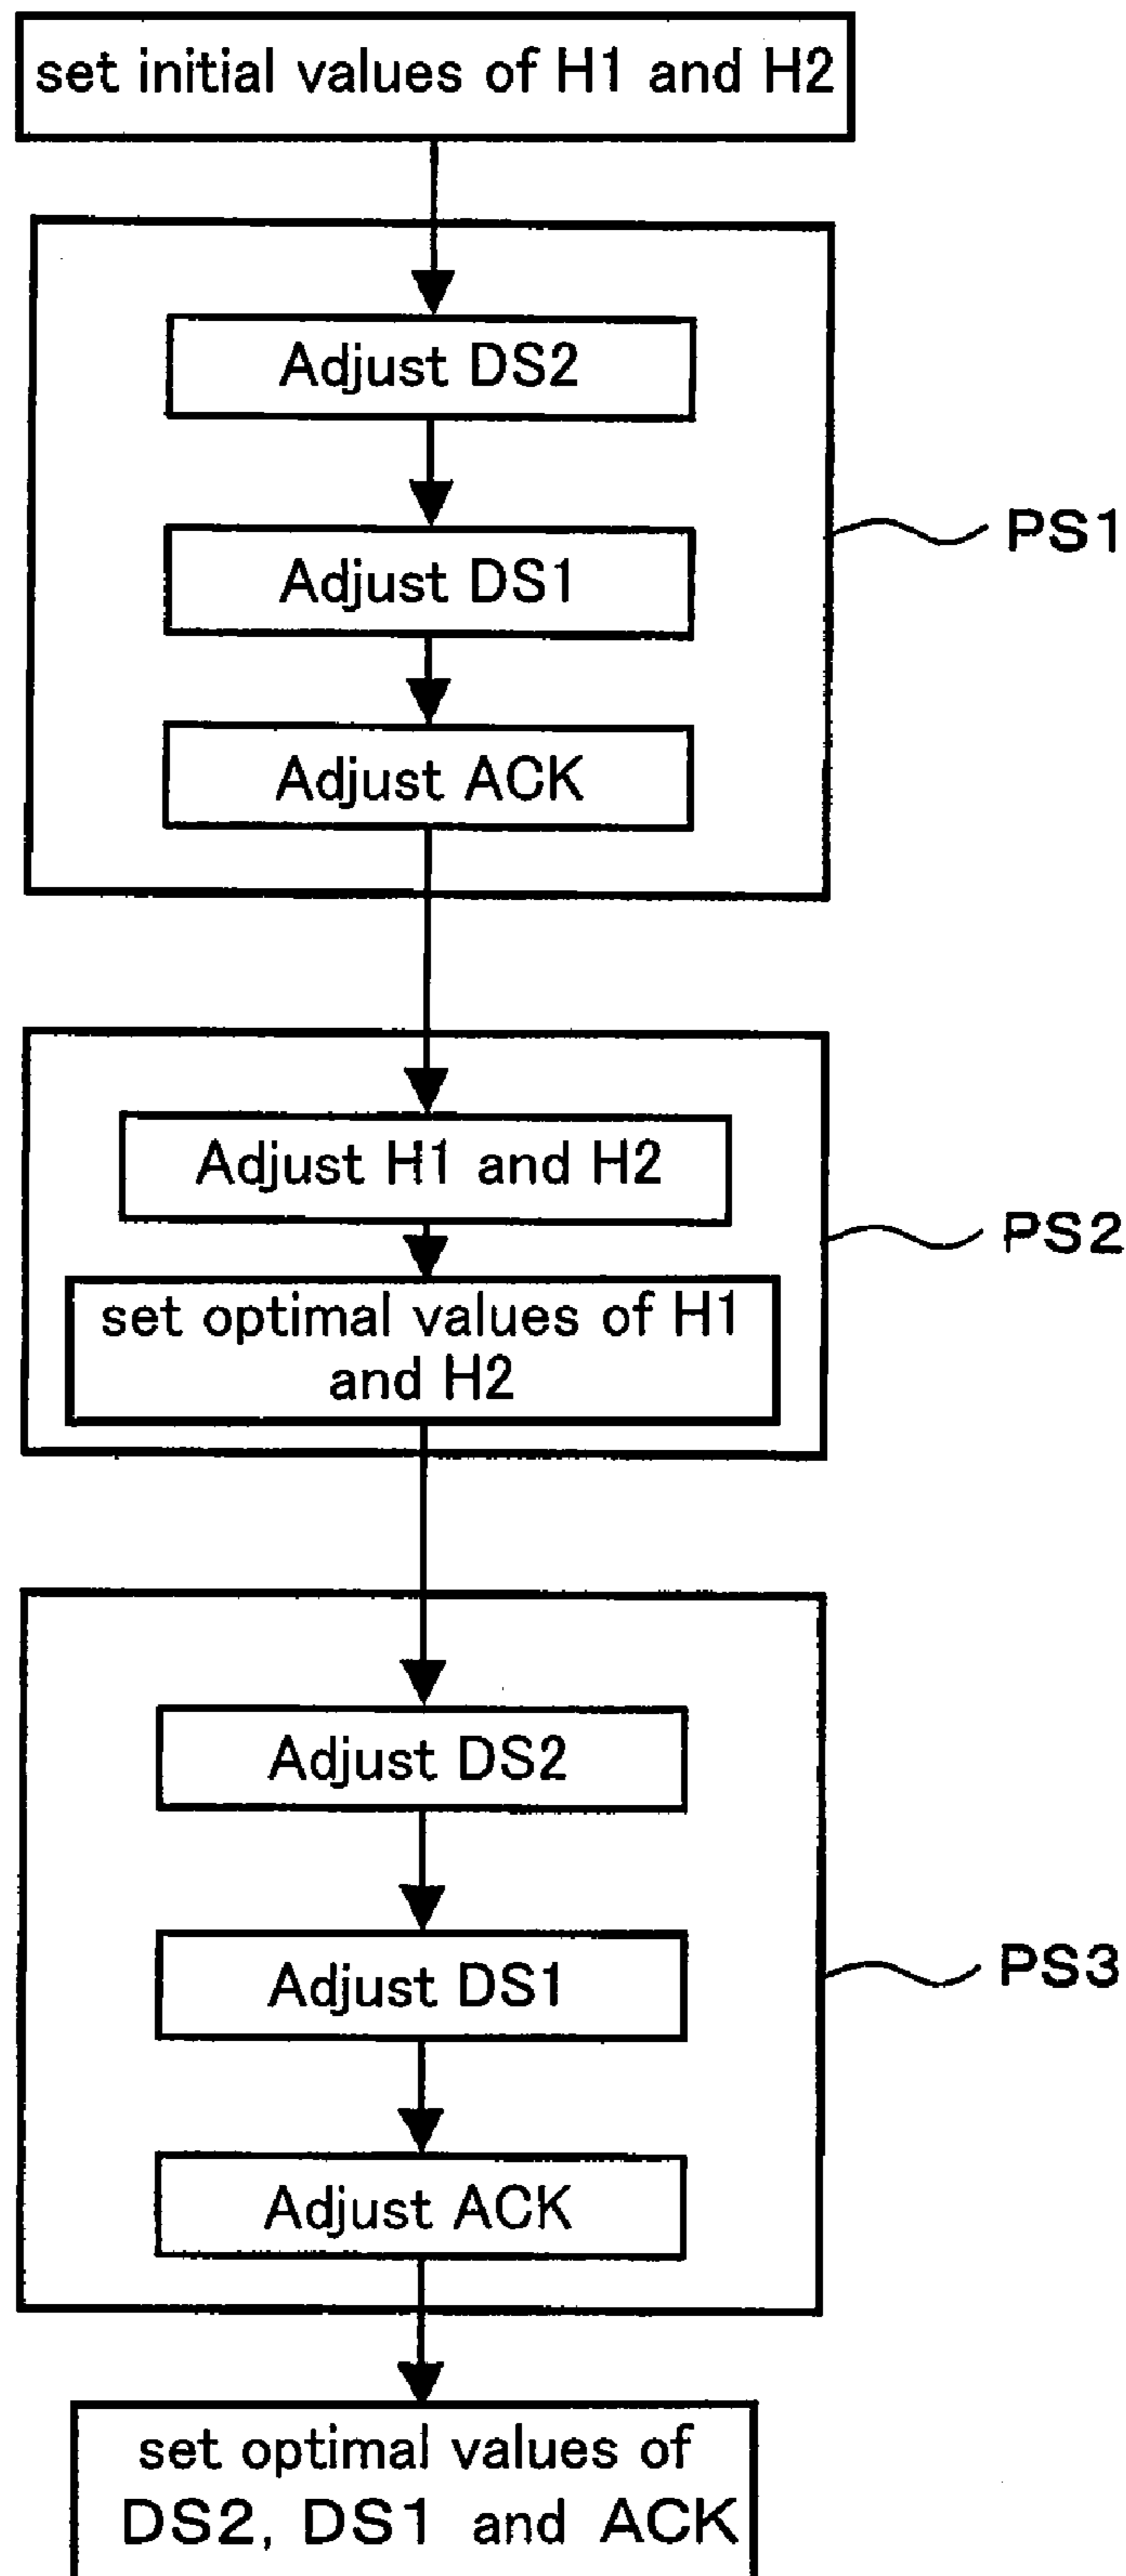 set initial values of H1 and H2
Adjust DS2
Adjust DS1
PS1
Adjust ACK
Adjust H1 and H2
PS2
set optimal values of H1
and H2
Adjust DS2
Adjust DS1
PS3
Adjust ACK
set optimal values of
DS2, DS1 and ACK